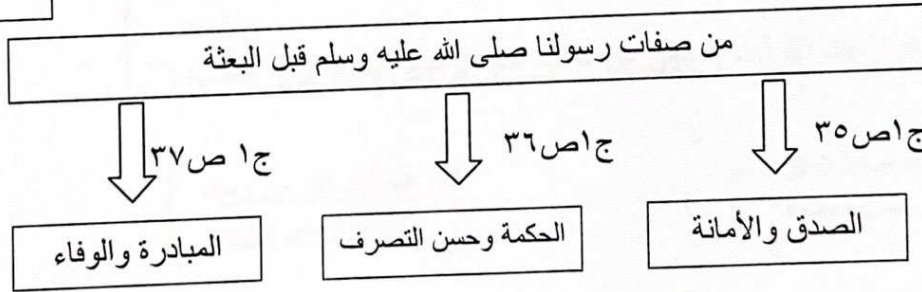 من صفات رسولنا صلى الله عليه وسلم قبل البعثة
ج١ص٣٥
ج١ص٣٦
ج١ ص٣٧
الصدق والأمانة
الحكمة وحسن التصرف
المبادرة والوفاء